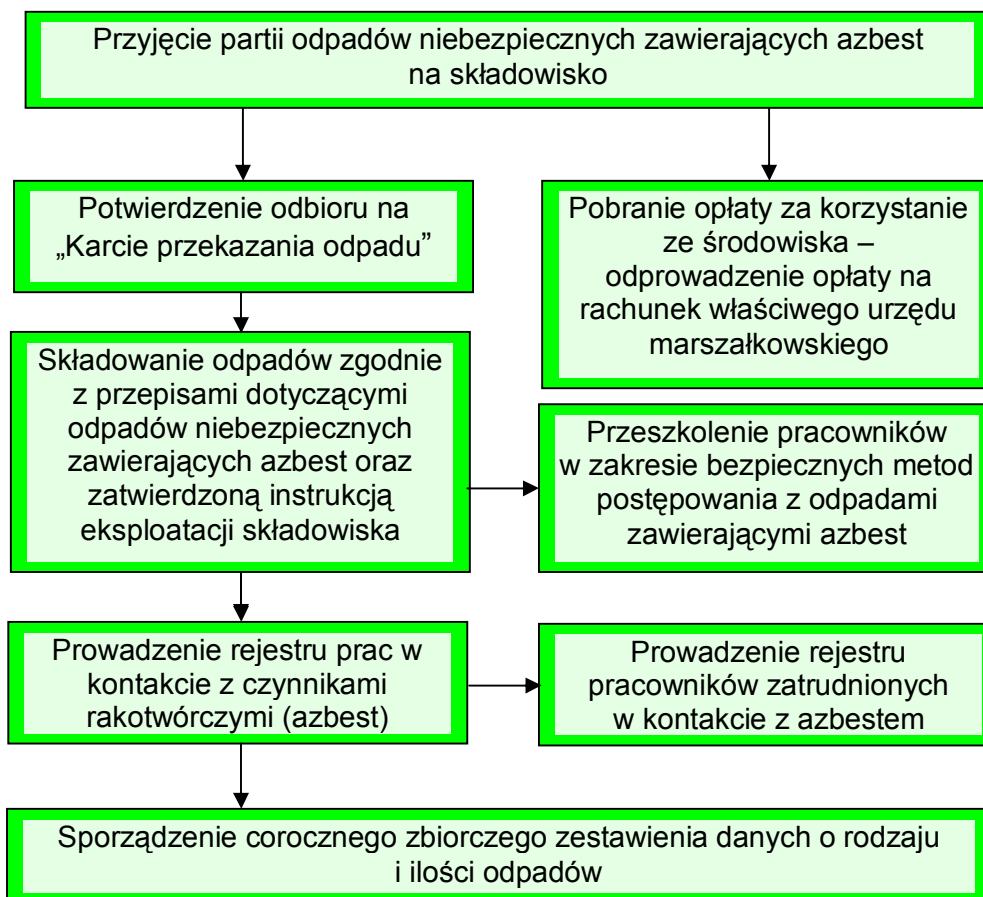 Przyjęcie partii odpadów niebezpiecznych zawierających azbest
na składowisko
Potwierdzenie odbioru na
„Karcie przekazania odpadu”
Pobranie opłaty za korzystanie
ze środowiska –
odprowadzenie opłaty na
rachunek właściwego urzędu
marszałkowskiego
Składowanie odpadów zgodnie
z przepisami dotyczącymi
odpadów niebezpiecznych
zawierających azbest oraz
zatwierdzoną instrukcją
eksploatacji składowiska
Przeszkolenie pracowników
w zakresie bezpiecznych metod
postępowania z odpadami
zawierającymi azbest
Prowadzenie rejestru prac w
kontakcie z czynnikami
rakotwórczymi (azbest)
Prowadzenie rejestru
pracowników zatrudnionych
w kontakcie z azbestem
Sporządzenie corocznego zbiorczego zestawienia danych o rodzaju
i ilości odpadów